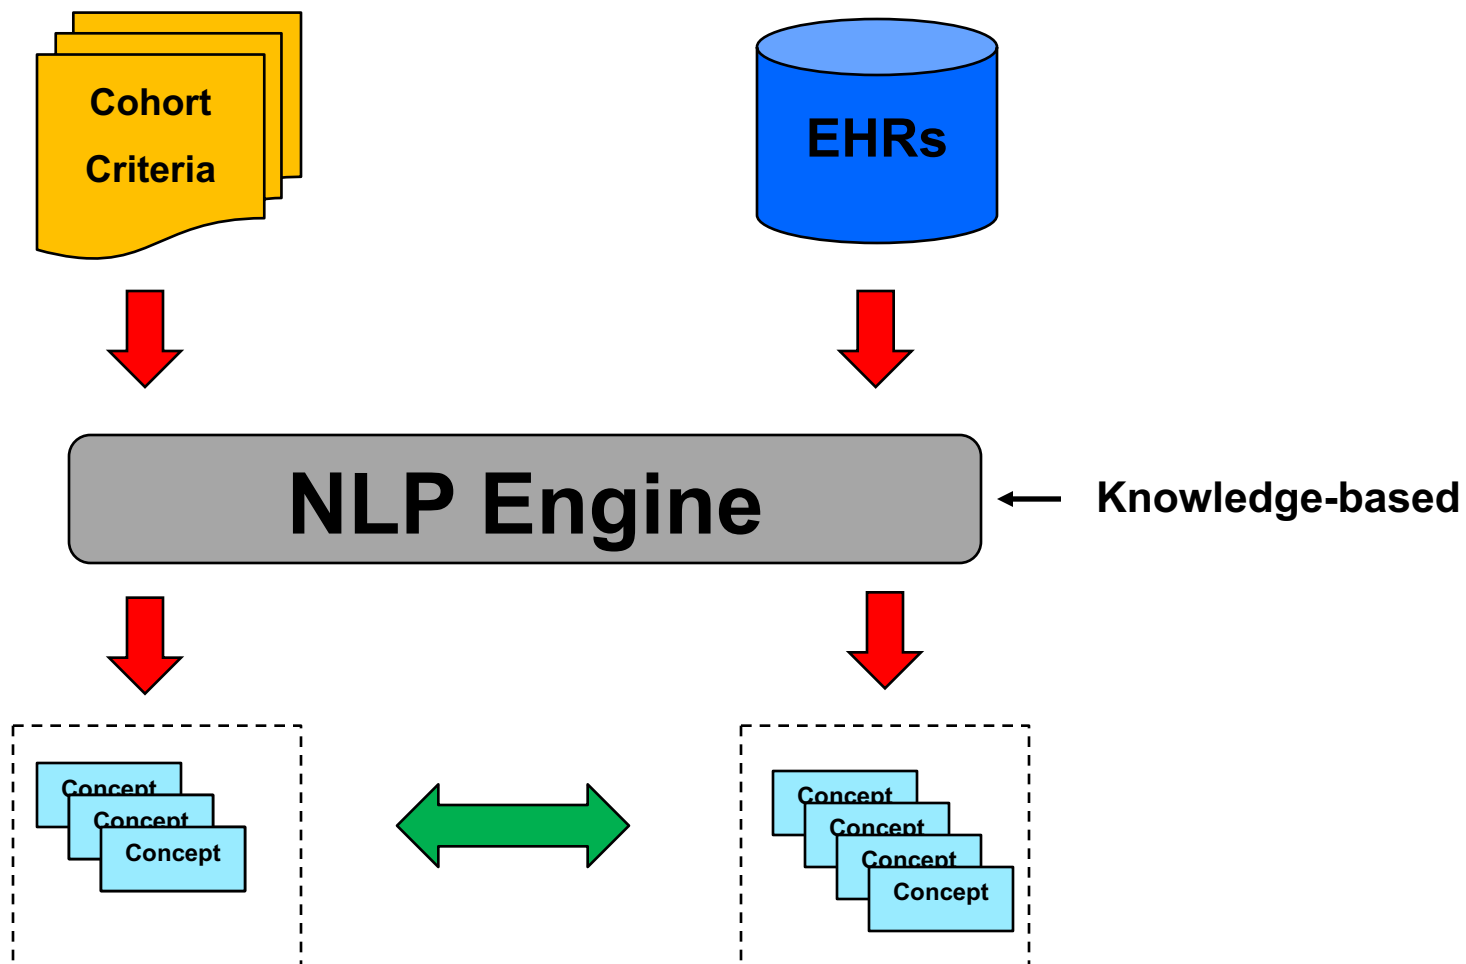 Cohort
Criteria
EHRs
NLP Engine
Knowledge-based
Concept
Concept
Concept
Concept
Concept
Concept
Concept